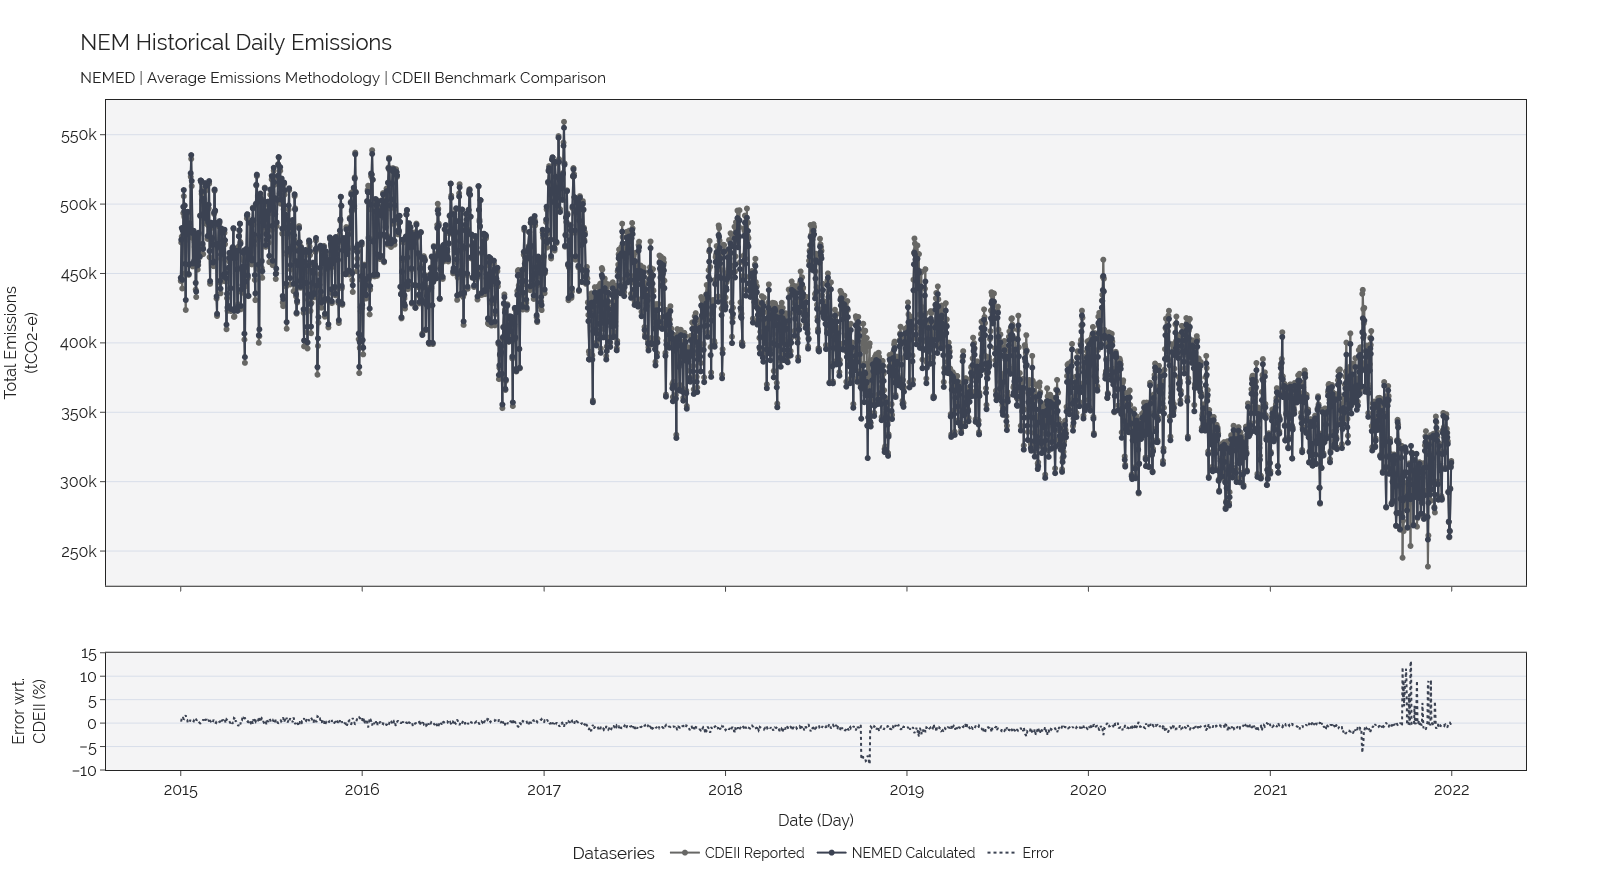 NEM Historical Daily Emissions
NEMED | Average Emissions Methodology | CDEII Benchmark Comparison
550k
500k
450k
400k
350k
300k
250k
Total Emissions
(tCO2-e)
15
10
5
0
−5
−10
Error wrt.
CDEII (%)
2015 2016 2017 2018 2019 2020 2021 2022
Date (Day)
Dataseries CDEII Reported NEMED Calculated Error